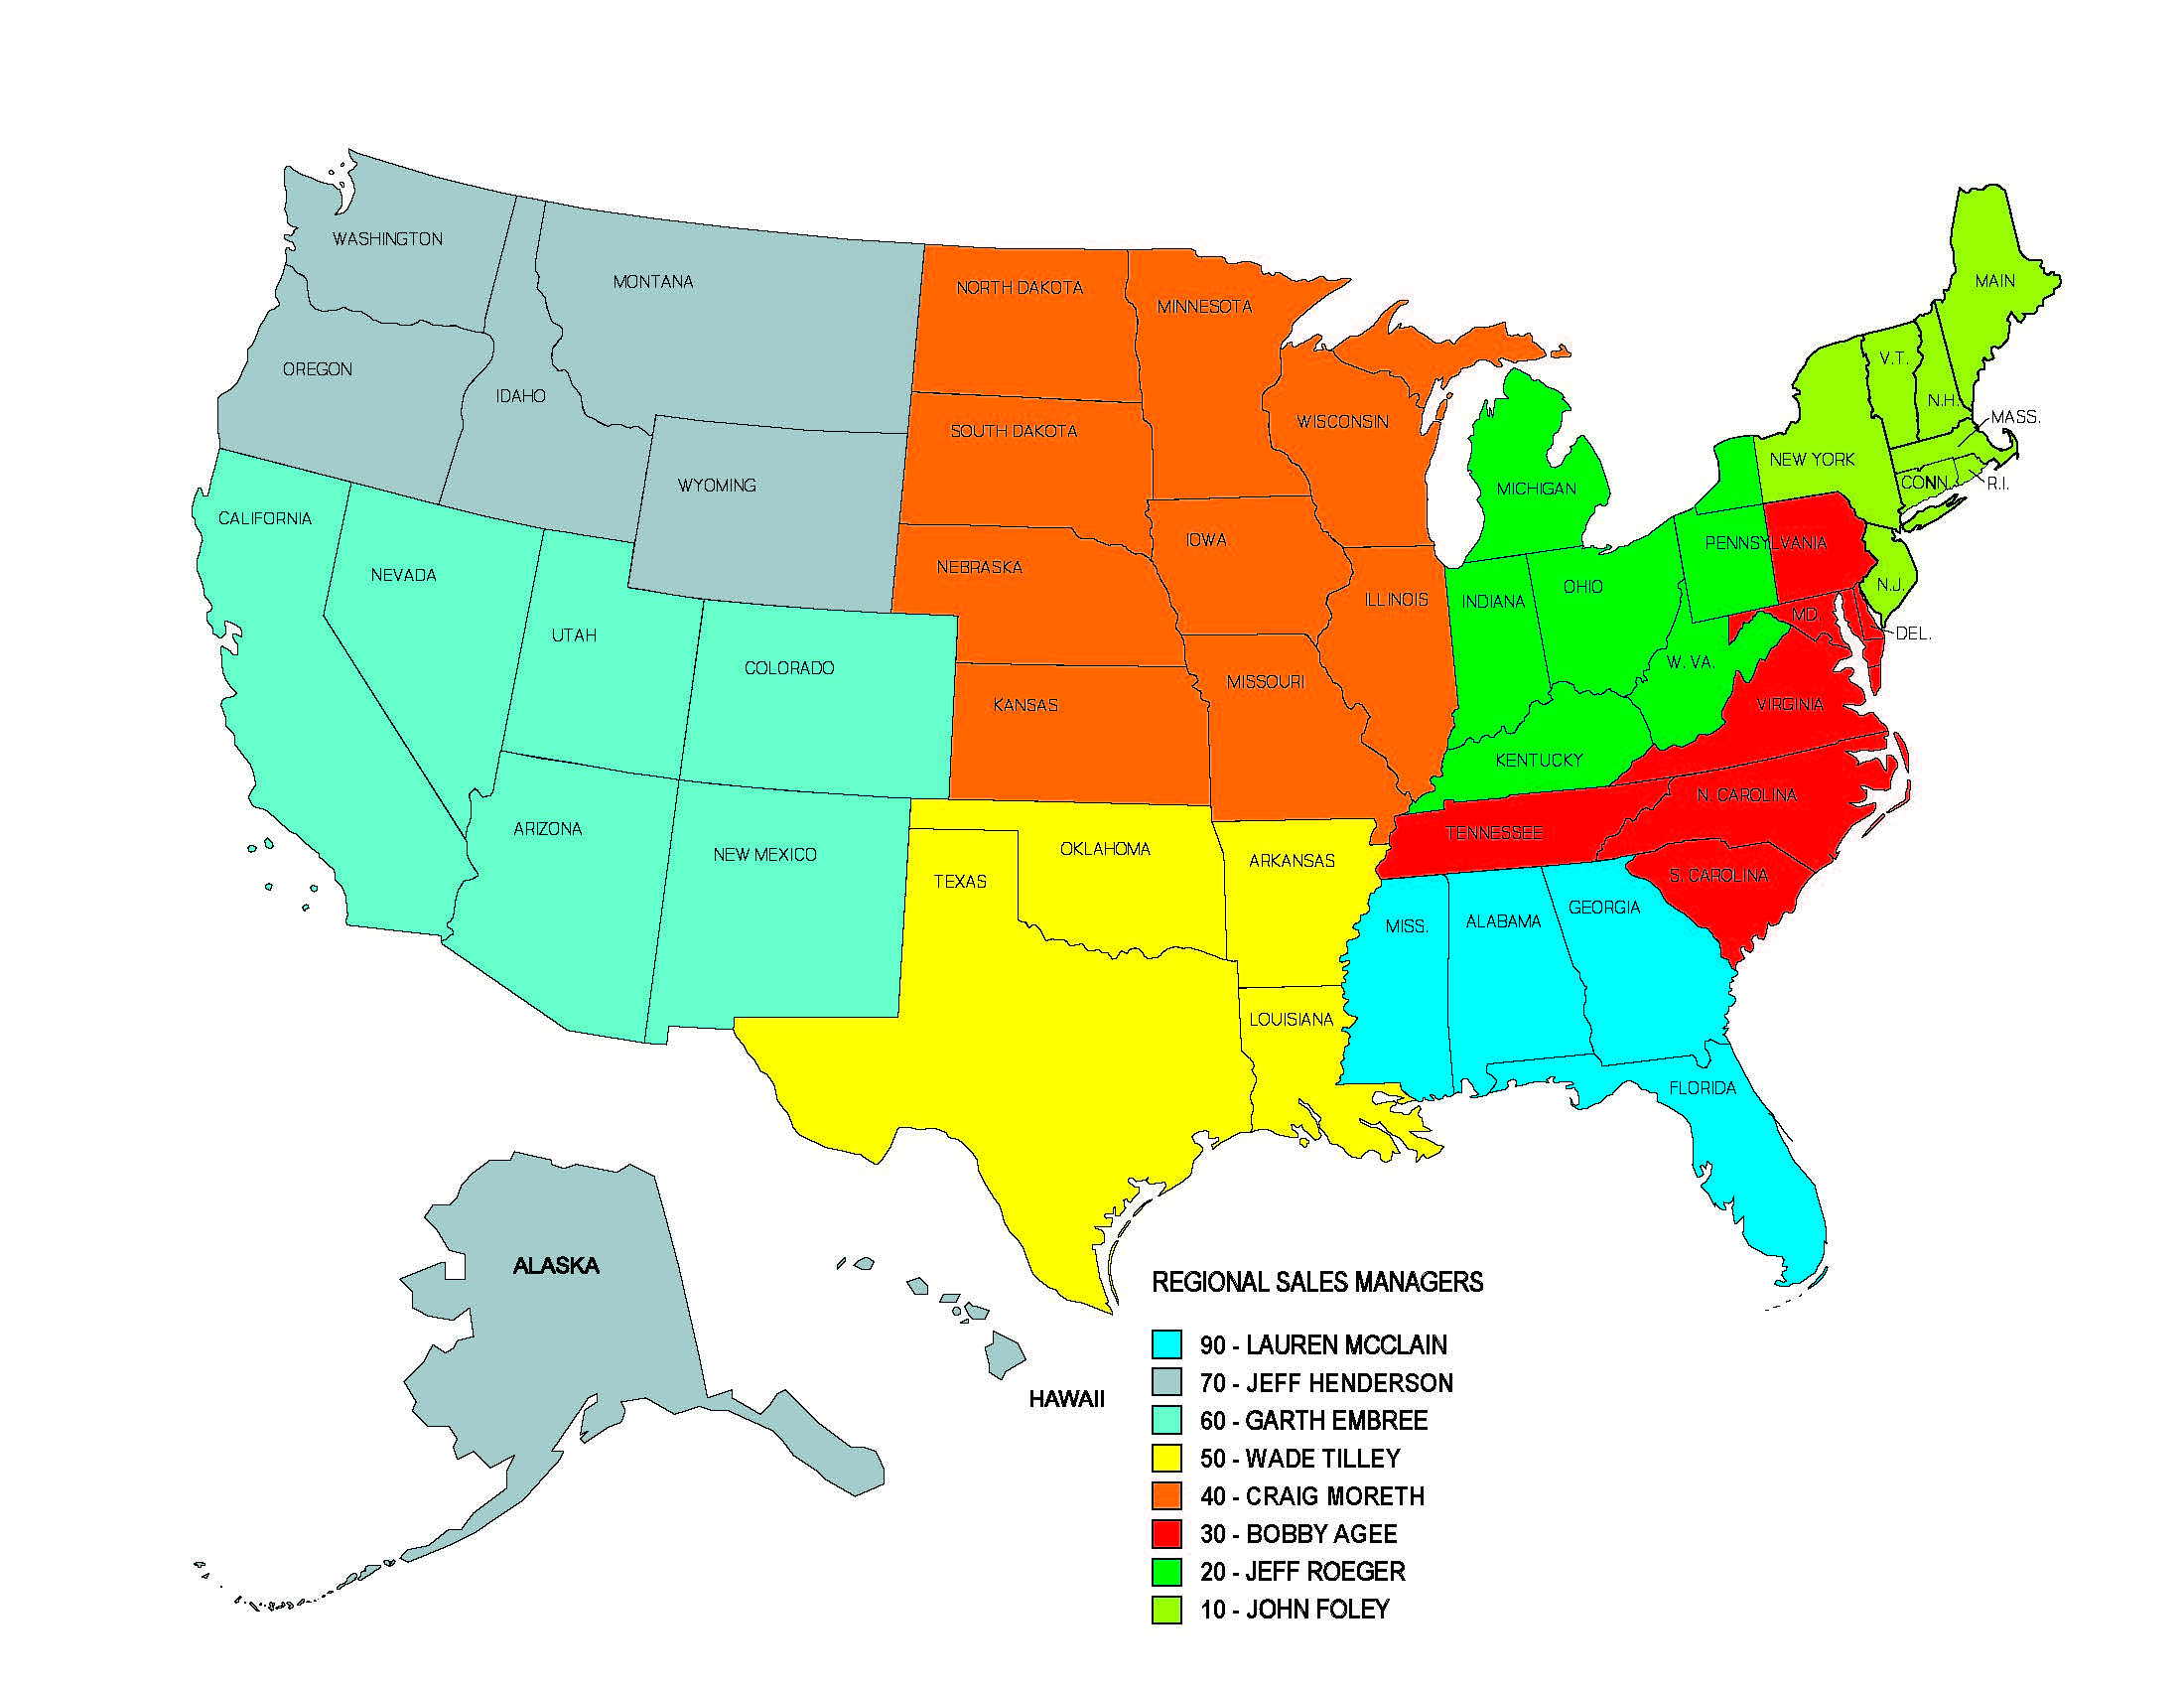 WASHINGTON
MONTANA
NORTH DAKOTA
MINNESOTA
MAIN
OREGON
IDAHO
SOUTH DAKOTA
WISCONSIN
V.T.
N.H.
MASS.
WYOMING
MICHIGAN
NEW YORK
CONN.
R.I.
CALIFORNIA
NEVADA
NEBRASKA
IOWA
PENNSYLVANIA
N.J.
ILLINOIS
INDIANA
OHIO
MD.
DEL.
UTAH
COLORADO
KANSAS
MISSOURI
W. VA.
VIRGINIA
KENTUCKY
N. CAROLINA
ARIZONA
NEW MEXICO
OKLAHOMA
TEXAS
ARKANSAS
TENNESSEE
S. CAROLINA
MISS.
ALABAMA
GEORGIA
LOUISIANA
FLORIDA
ALASKA
HAWAII
REGIONAL SALES MANAGERS
90 - LAUREN MCCLAIN
70 - JEFF HENDERSON
60 - GARTH EMBREE
50 - WADE TILLEY
40 - CRAIG MORETH
30 - BOBBY AGEE
20 - JEFF ROEGER
10 - JOHN FOLEY